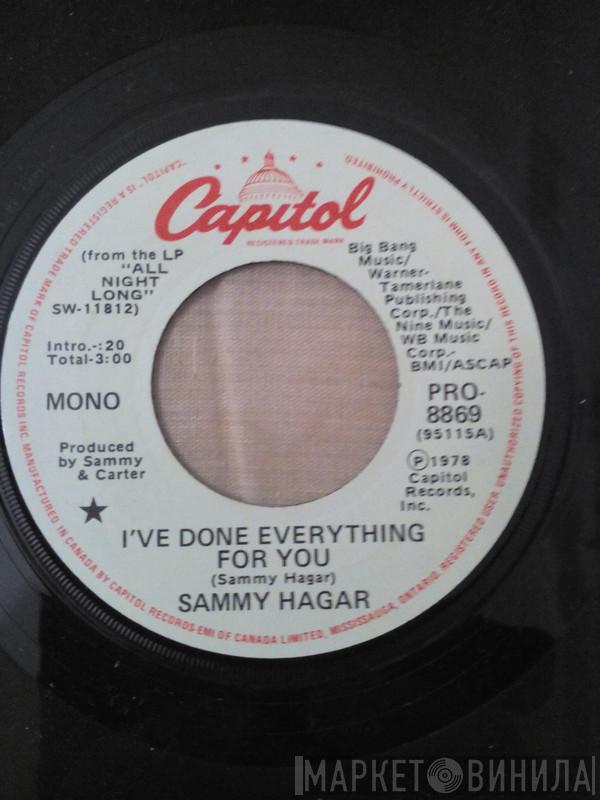 Capitol
REGISTERED TRADE MARK
(from the LP
"ALL
NIGHT
LONG"
SW-11812)
Intro.-:20
Total-3:00
MONO
Produced
by Sammy
& Carter
Big Bang
Music/
Warner-
Tamerlane
Publishing
Corp./The
Nine Music/
WB Music
Corp.-
BMI/ASCAP
PRO-
8869
(95115A)
Ⓟ1978
Capitol
Records,
Inc.
I'VE DONE EVERYTHING
FOR YOU
(Sammy Hagar)
SAMMY HAGAR
"CAPITOL" IS A REGISTERED TRADE MARK OF CAPITOL RECORDS INC. MANUFACTURED IN CANADA BY CAPITOL RECORDS-EMI OF CANADA LIMITED, MISSISSAUGA, ONTARIO. REGISTERED USER. UNAUTHORIZED COPYING OF THIS RECORD IN ANY FORM IS STRICTLY PROHIBITED
МАРКЕТ ВИНИЛА